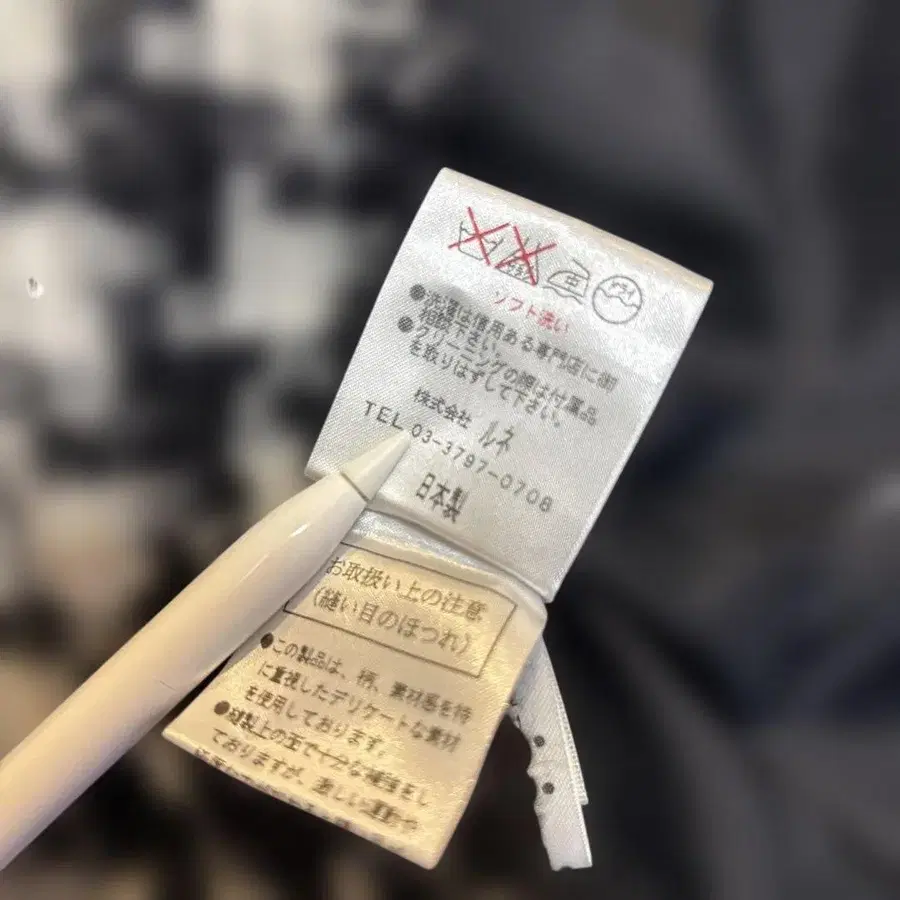 ドライ
ソフト洗い
●洗濯は信用ある専門店に御
相談下さい。
●クリーニングの際は付属品
を取りはずして下さい。
株式会社 ルネ
TEL 03-3797-0708
日本製
お取扱い上の注意
(縫い目のほつれ)
●この製品は、柄、素材感を特
に重視したデリケートな素材
を使用しております。
●縫製上の玉で十分な補強をし
ておりますが、激しい運動や